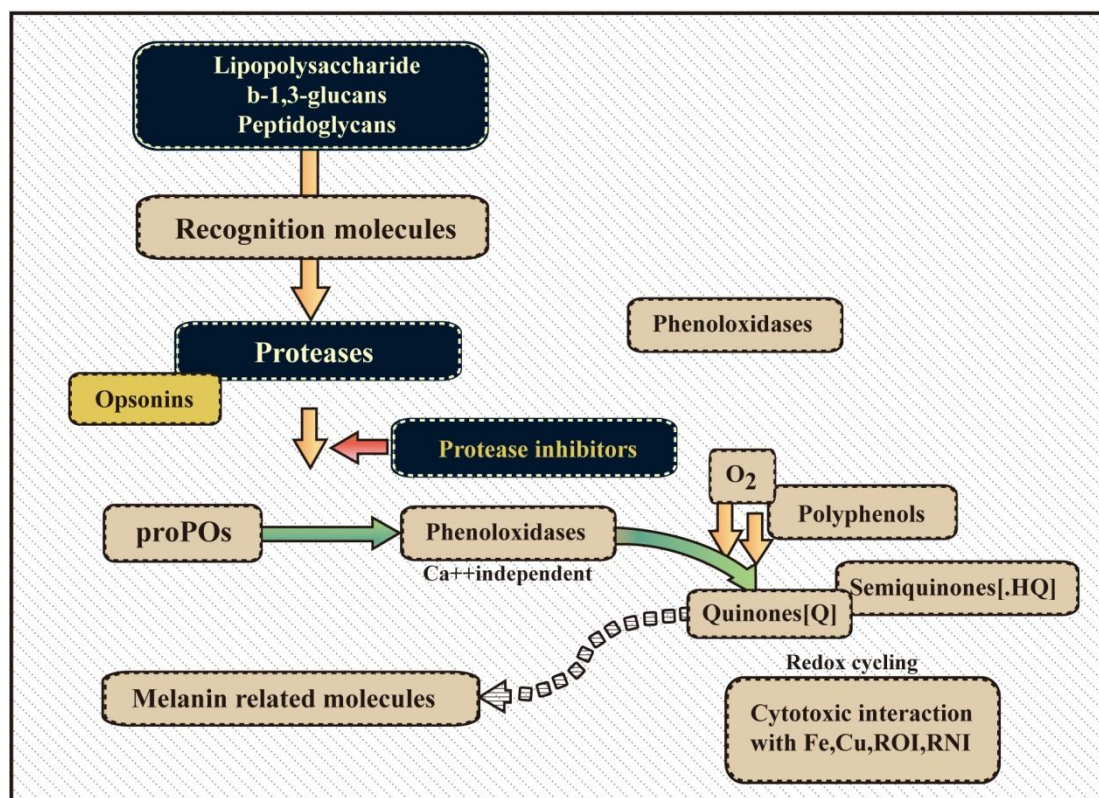 Lipopolysaccharide
b-1,3-glucans
Peptidoglycans
Recognition molecules
Phenoloxidases
Proteases
Opsonins
Protease inhibitors
O2
Polyphenols
proPOs
Phenoloxidases
Ca++independent
Semiquinones[.HQ]
Quinones[Q]
Redox cycling
Melanin related molecules
Cytotoxic interaction
with Fe,Cu,ROI,RNI